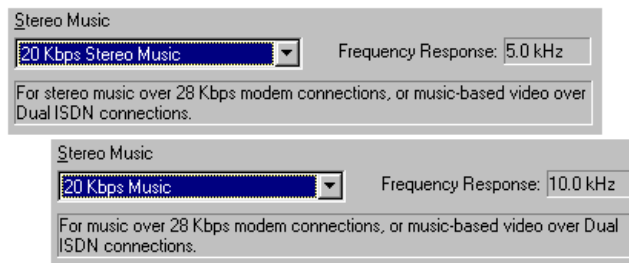 Stereo Music
20 Kbps Stereo Music
Frequency Response: 5.0 kHz
For stereo music over 28 Kbps modem connections, or music-based video over
Dual ISDN connections.
Stereo Music
20 Kbps Music
Frequency Response: 10.0 kHz
For music over 28 Kbps modem connections, or music-based video over Dual
ISDN connections.